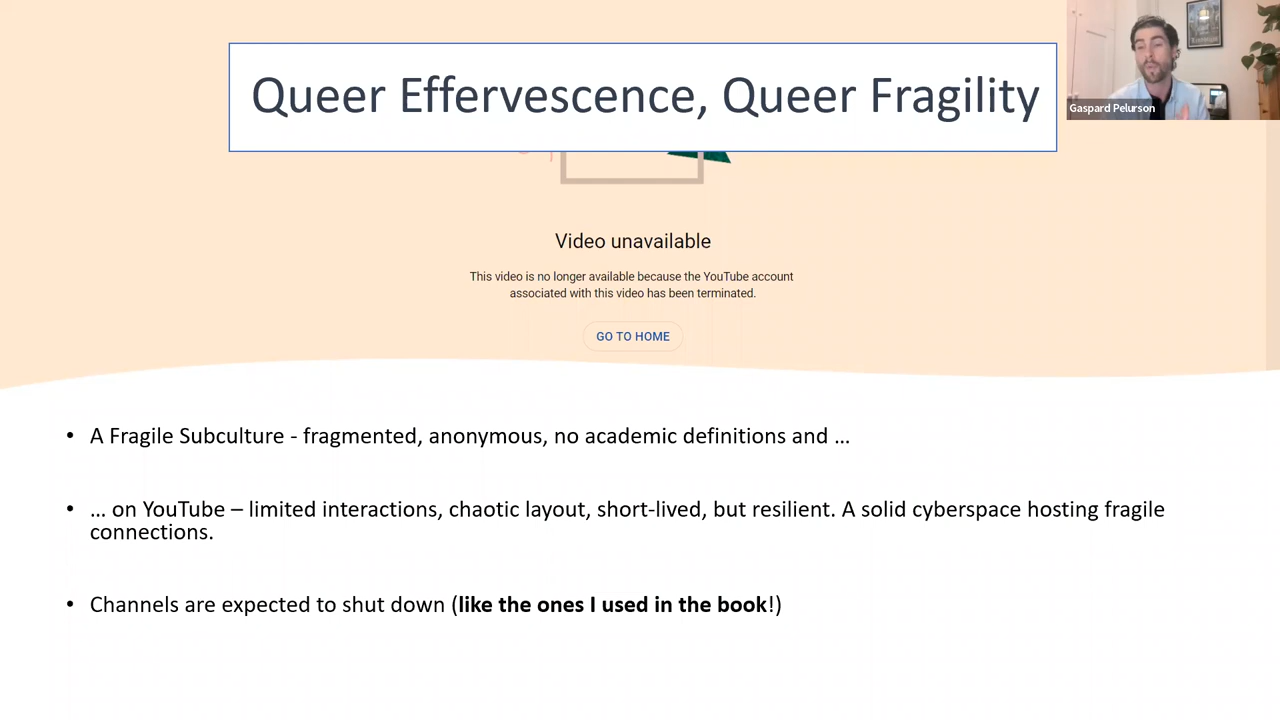 Queer Effervescence, Queer Fragility
Gaspard Pelurson
Video unavailable
This video is no longer available because the YouTube account
associated with this video has been terminated.
GO TO HOME
• A Fragile Subculture - fragmented, anonymous, no academic definitions and …
• … on YouTube – limited interactions, chaotic layout, short-lived, but resilient. A solid cyberspace hosting fragile
connections.
• Channels are expected to shut down (like the ones I used in the book!)